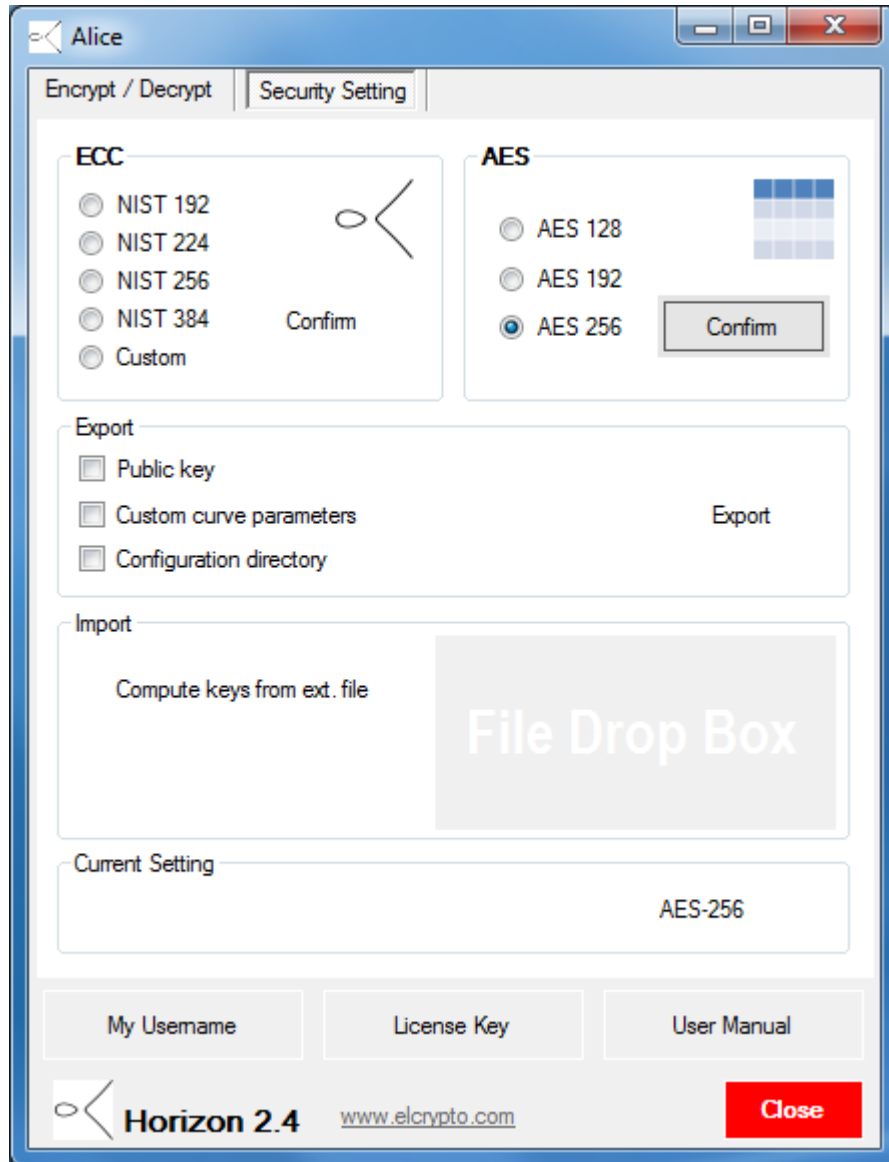 Alice
Encrypt / Decrypt
Security Setting
ECC
NIST 192
NIST 224
NIST 256
NIST 384
Custom
Confirm
AES
AES 128
AES 192
AES 256
Confirm
Export
Public key
Custom curve parameters
Configuration directory
Export
Import
Compute keys from ext. file
File Drop Box
Current Setting
AES-256
My Username
License Key
User Manual
Horizon 2.4
www.elcrypto.com
Close